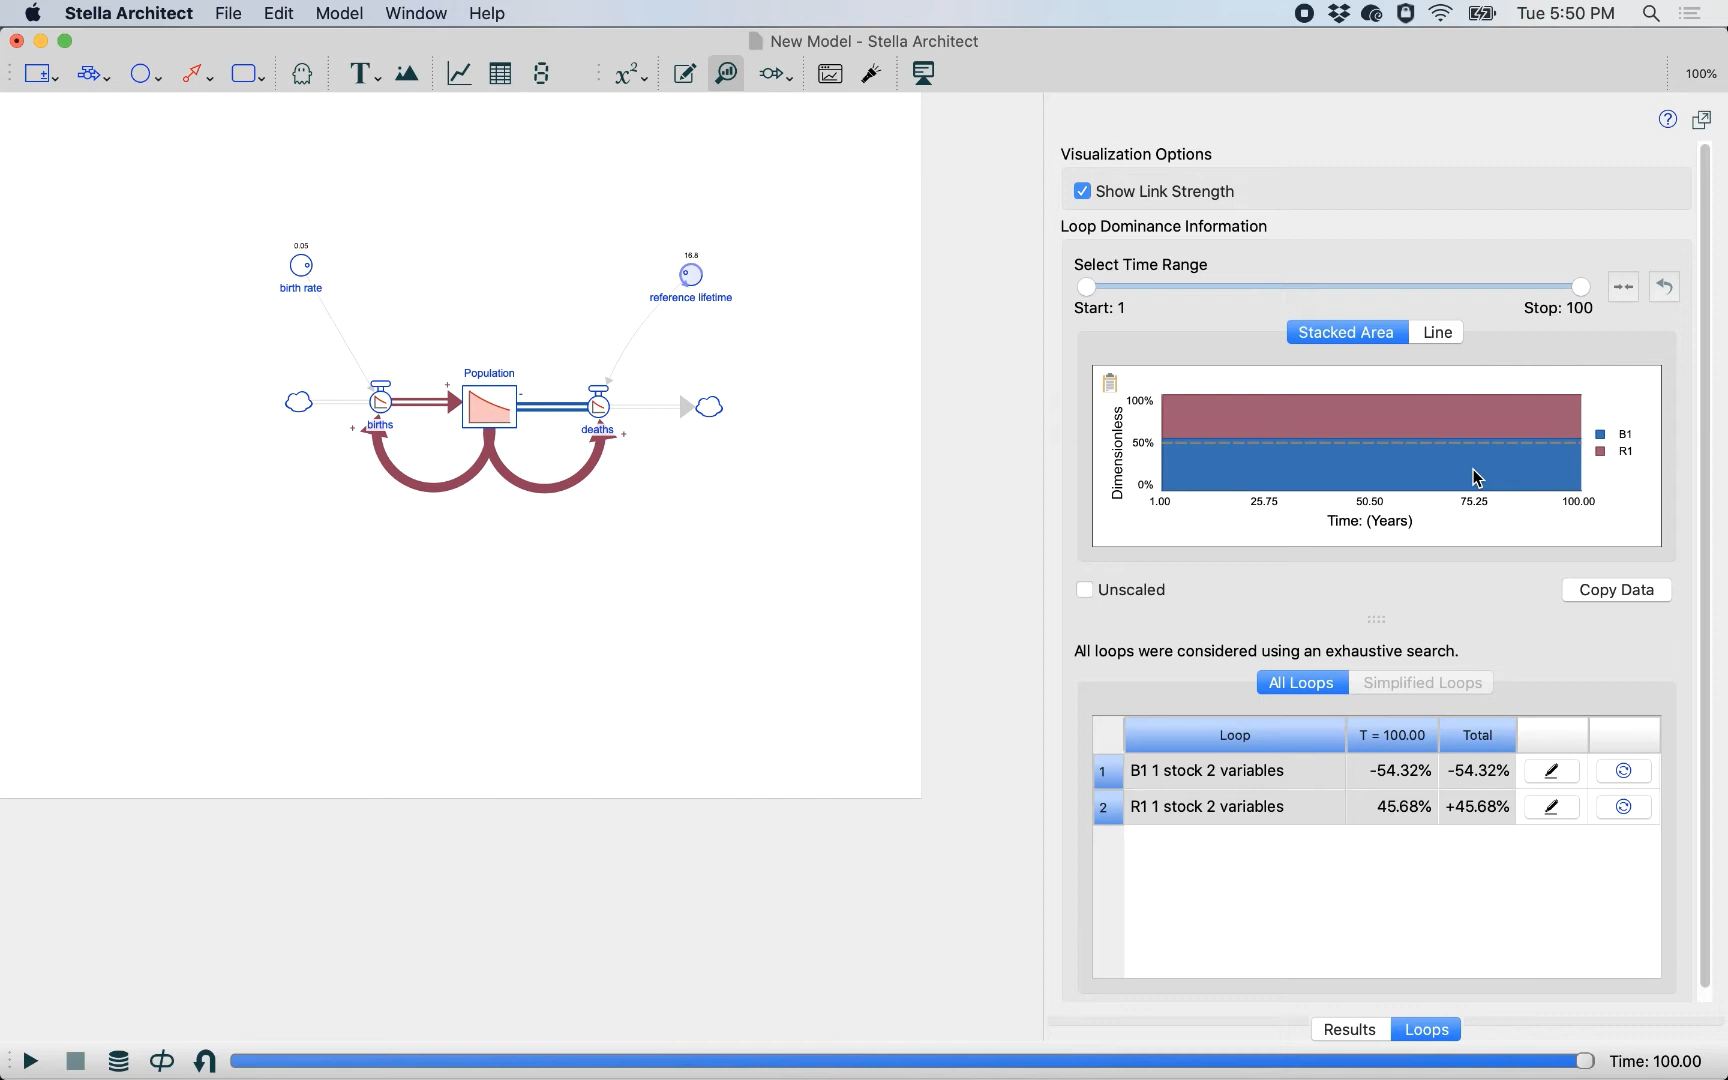 Stella Architect File Edit Model Window Help Tue 5:50 PM
New Model - Stella Architect
T x² 100%
?
Visualization Options
Show Link Strength
Loop Dominance Information
Select Time Range
Start: 1 Stop: 100
Stacked Area Line
Dimensionless
100%
50%
0%
1.00 25.75 50.50 75.25 100.00
Time: (Years)
B1
R1
Unscaled Copy Data
All loops were considered using an exhaustive search.
All Loops Simplified Loops
Loop T = 100.00 Total
1 B1 1 stock 2 variables -54.32% -54.32%
2 R1 1 stock 2 variables 45.68% +45.68%
Results Loops
0.05
birth rate
16.8
reference lifetime
Population
+ -
births
+
deaths
+
Time: 100.00